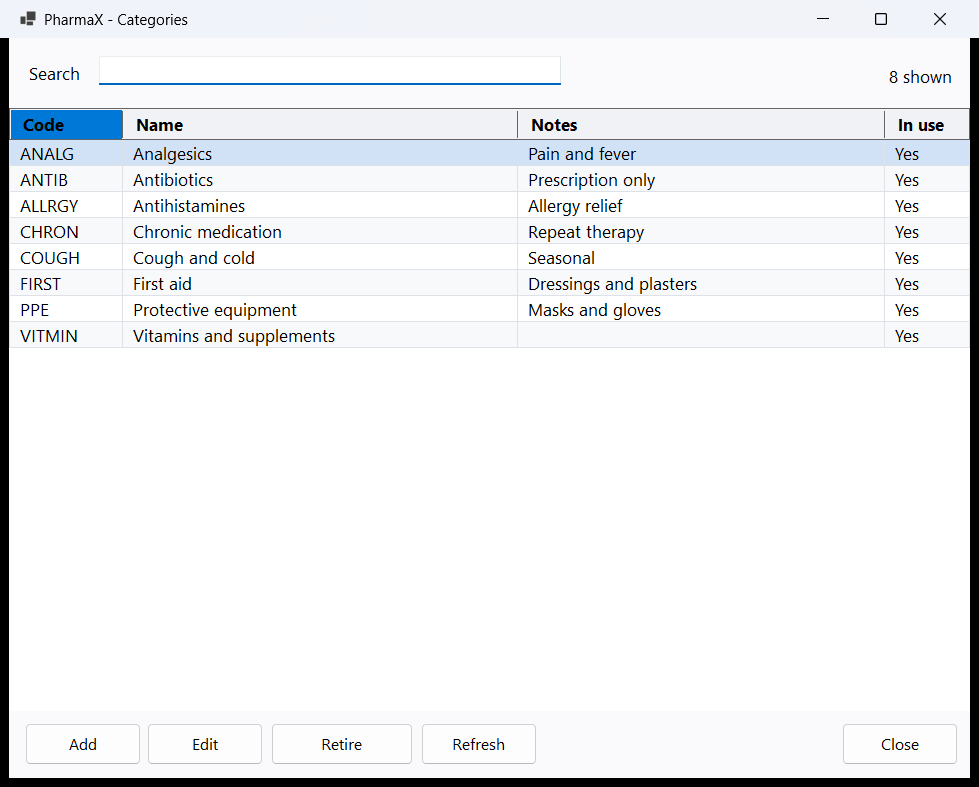 PharmaX - Categories
Search
8 shown
Code Name Notes In use
ANALG Analgesics Pain and fever Yes
ANTIB Antibiotics Prescription only Yes
ALLRGY Antihistamines Allergy relief Yes
CHRON Chronic medication Repeat therapy Yes
COUGH Cough and cold Seasonal Yes
FIRST First aid Dressings and plasters Yes
PPE Protective equipment Masks and gloves Yes
VITMIN Vitamins and supplements Yes
Add Edit Retire Refresh Close